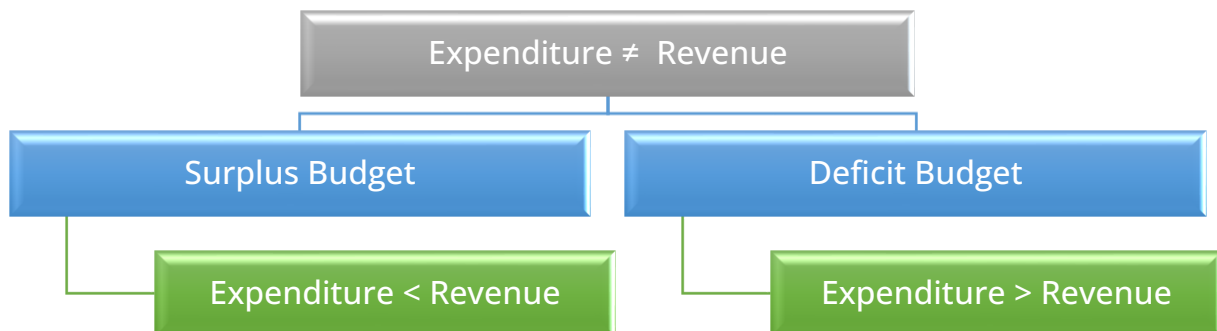 Expenditure ≠ Revenue
Surplus Budget
Deficit Budget
Expenditure < Revenue
Expenditure > Revenue